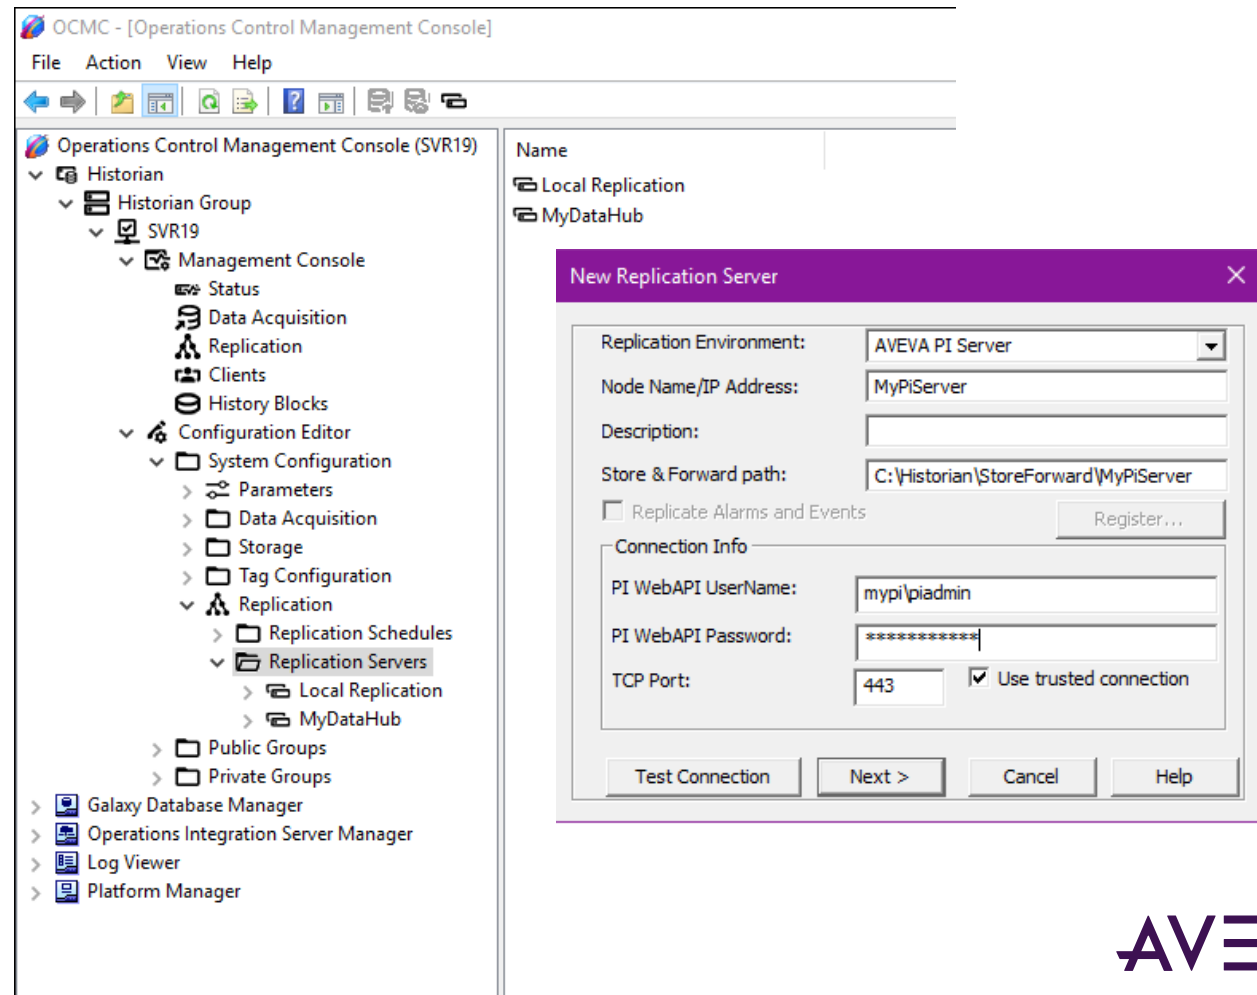 OCMC - [Operations Control Management Console]
File Action View Help
Operations Control Management Console (SVR19)
Historian
Historian Group
SVR19
Management Console
Status
Data Acquisition
Replication
Clients
History Blocks
Configuration Editor
System Configuration
Parameters
Data Acquisition
Storage
Tag Configuration
Replication
Replication Schedules
Replication Servers
Local Replication
MyDataHub
Public Groups
Private Groups
Galaxy Database Manager
Operations Integration Server Manager
Log Viewer
Platform Manager
Name
Local Replication
MyDataHub
New Replication Server
Replication Environment: AVEVA PI Server
Node Name/IP Address: MyPiServer
Description:
Store & Forward path: C:\Historian\StoreForward\MyPiServer
Replicate Alarms and Events Register...
Connection Info
PI WebAPI UserName: mypi\piadmin
PI WebAPI Password: ***********
TCP Port: 443 Use trusted connection
Test Connection Next > Cancel Help
AVE